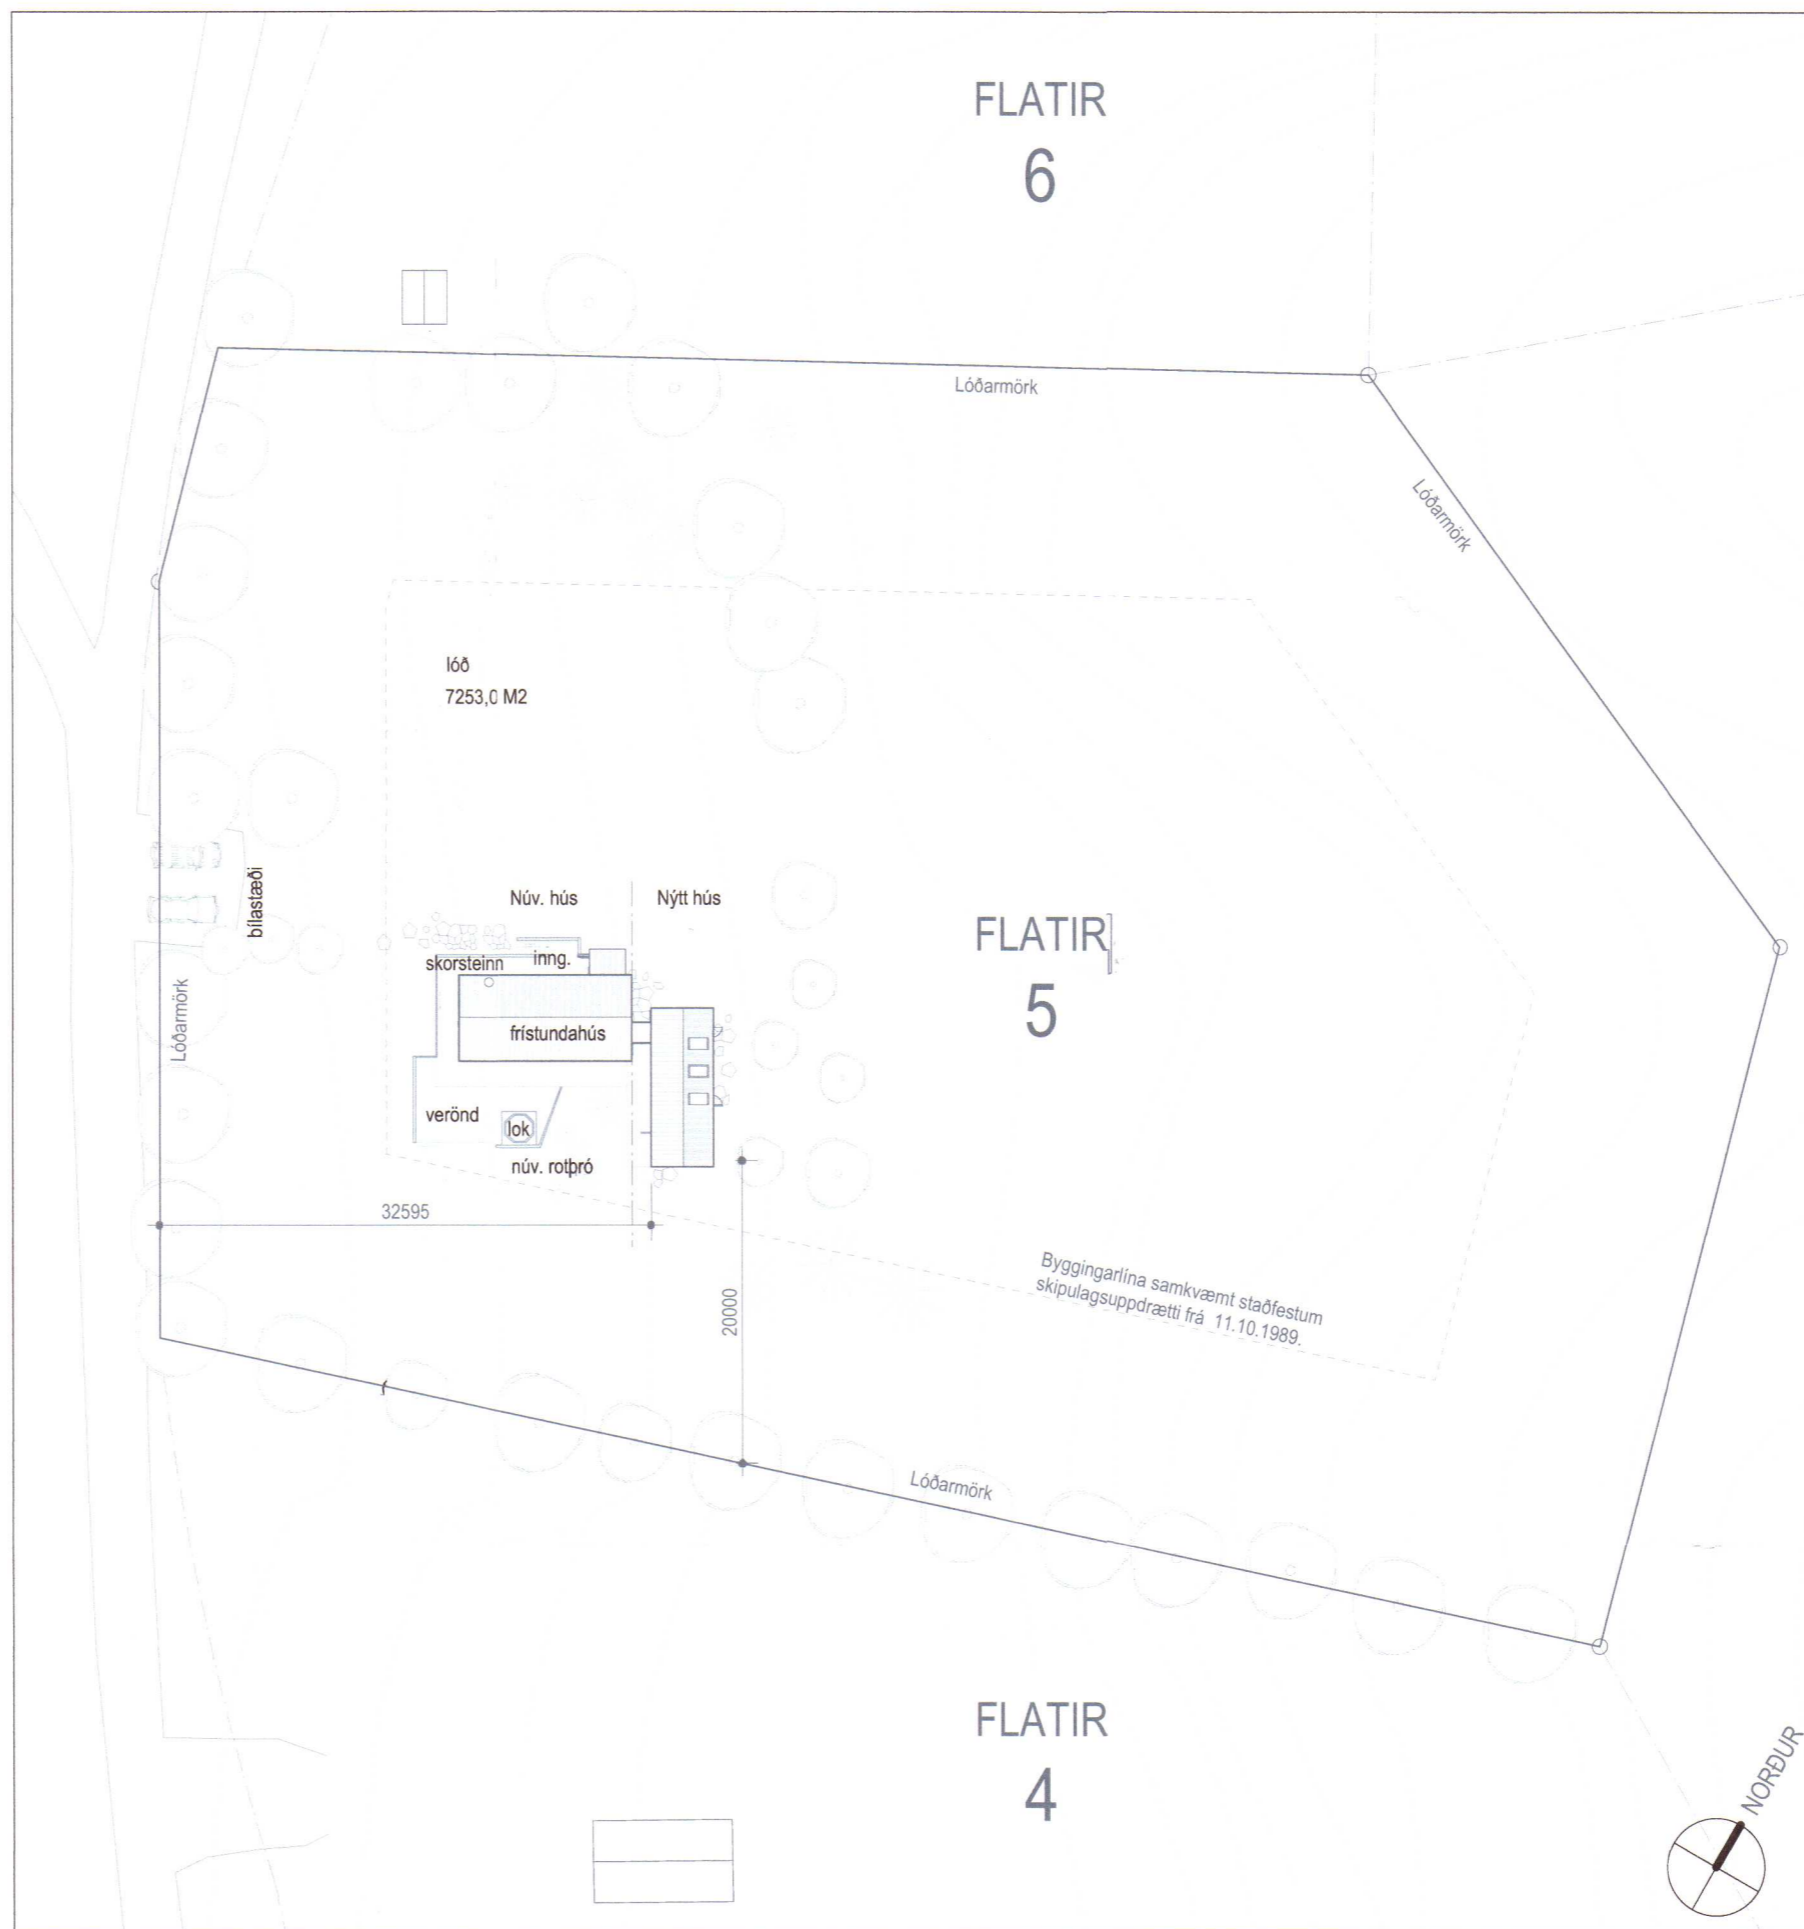 FLATIR
6
Lóðarmörk
Lóðarmörk
lóð
7253,0 M2
bílastæði
Núv. hús
Nýtt hús
FLATIR
5
skorsteinn
inng.
Lóðarmörk
frístundahús
verönd
lok
núv. rotþró
32595
20000
Byggingarlína samkvæmt staðfestum
skipulagsuppdrætti frá 11.10.1989.
Lóðarmörk
FLATIR
4
NORÐUR